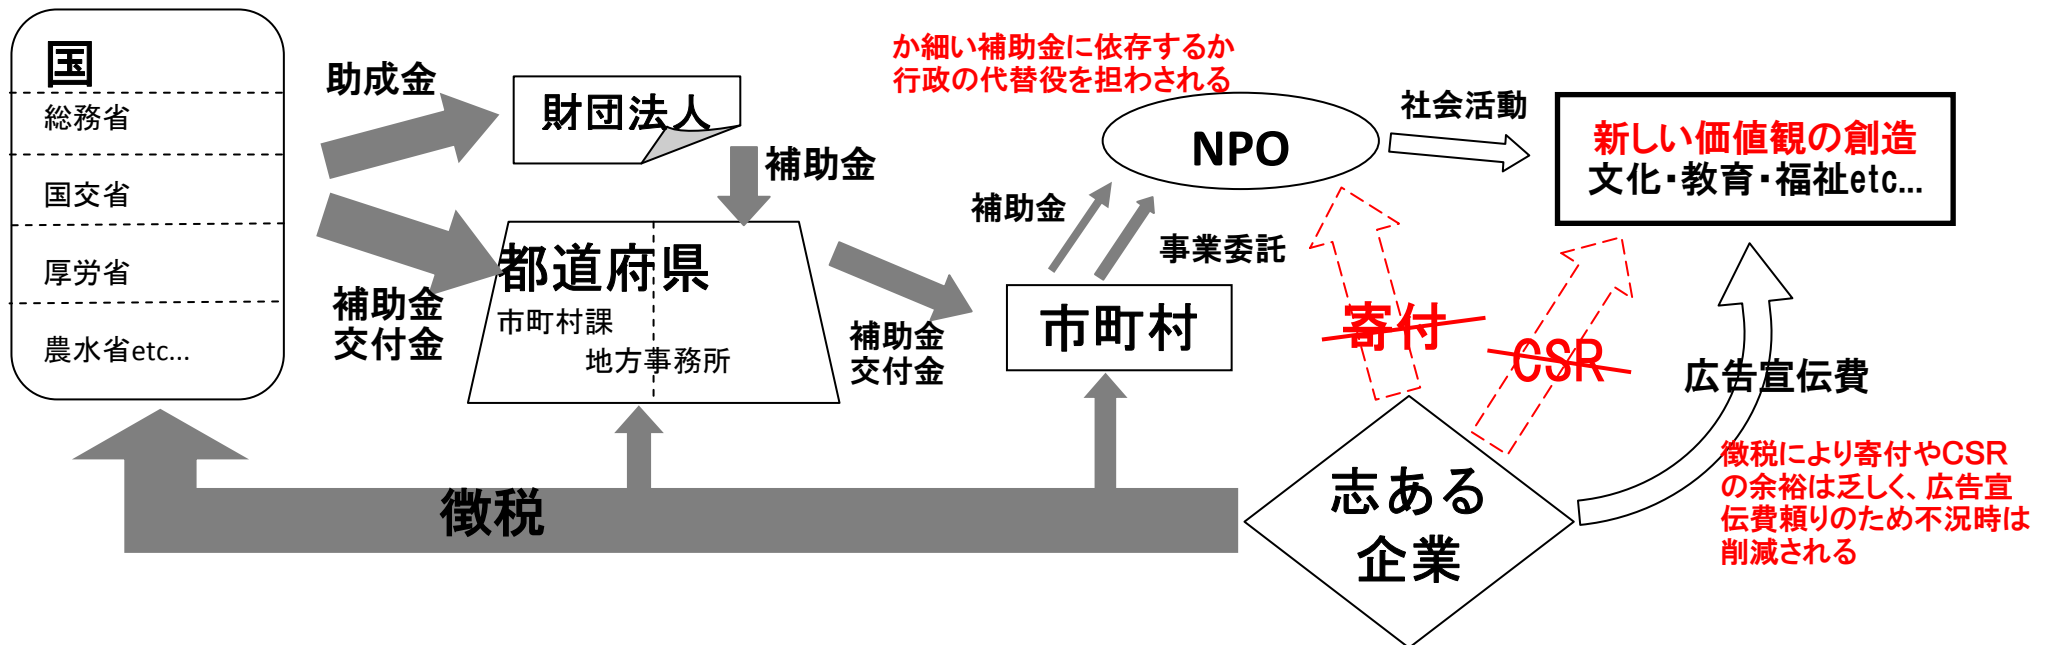 国
総務省
国交省
厚労省
農水省etc...
助成金
財団法人
補助金
補助金
交付金
都道府県
市町村課
地方事務所
補助金
交付金
か細い補助金に依存するか
行政の代替役を担わされる
NPO
補助金
事業委託
市町村
社会活動
新しい価値観の創造
文化・教育・福祉etc...
寄付
CSR
広告宣伝費
徴税により寄付やCSR
の余裕は乏しく、広告宣
伝費頼りのため不況時は
削減される
志ある
企業
徴税